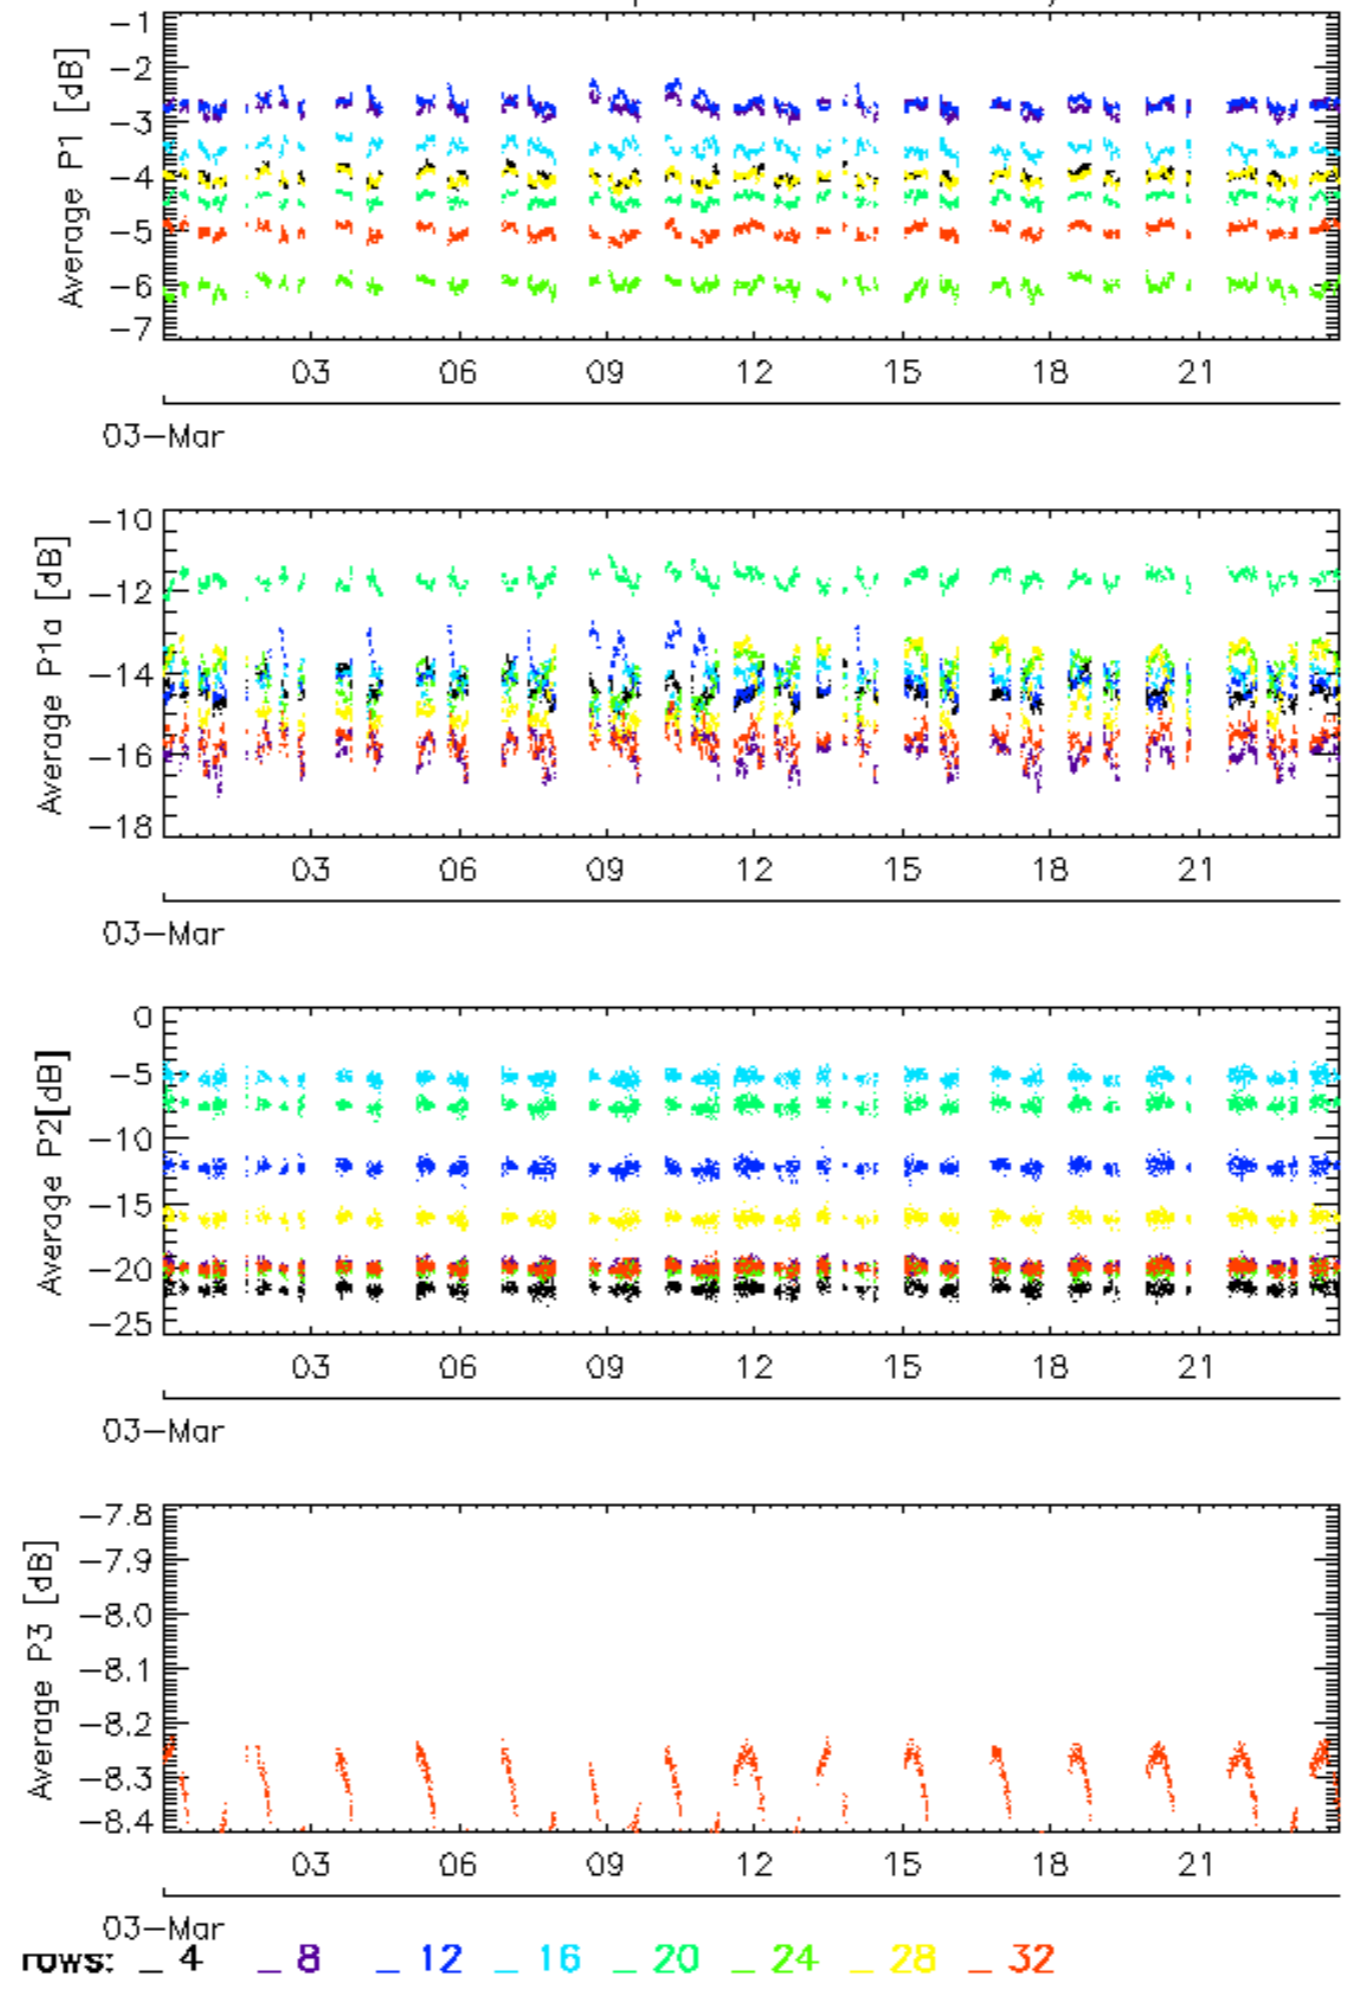 Average P1 [dB]
−1
−2
−3
−4
−5
−6
−7
03 06 09 12 15 18 21
03−Mar
Average P1a [dB]
−10
−12
−14
−16
−18
03 06 09 12 15 18 21
03−Mar
Average P2[dB]
0
−5
−10
−15
−20
−25
03 06 09 12 15 18 21
03−Mar
Average P3 [dB]
−7.8
−7.9
−8.0
−8.1
−8.2
−8.3
−8.4
03 06 09 12 15 18 21
03−Mar
rows: _ 4 _ 8 _ 12 _ 16 _ 20 _ 24 _ 28 _ 32